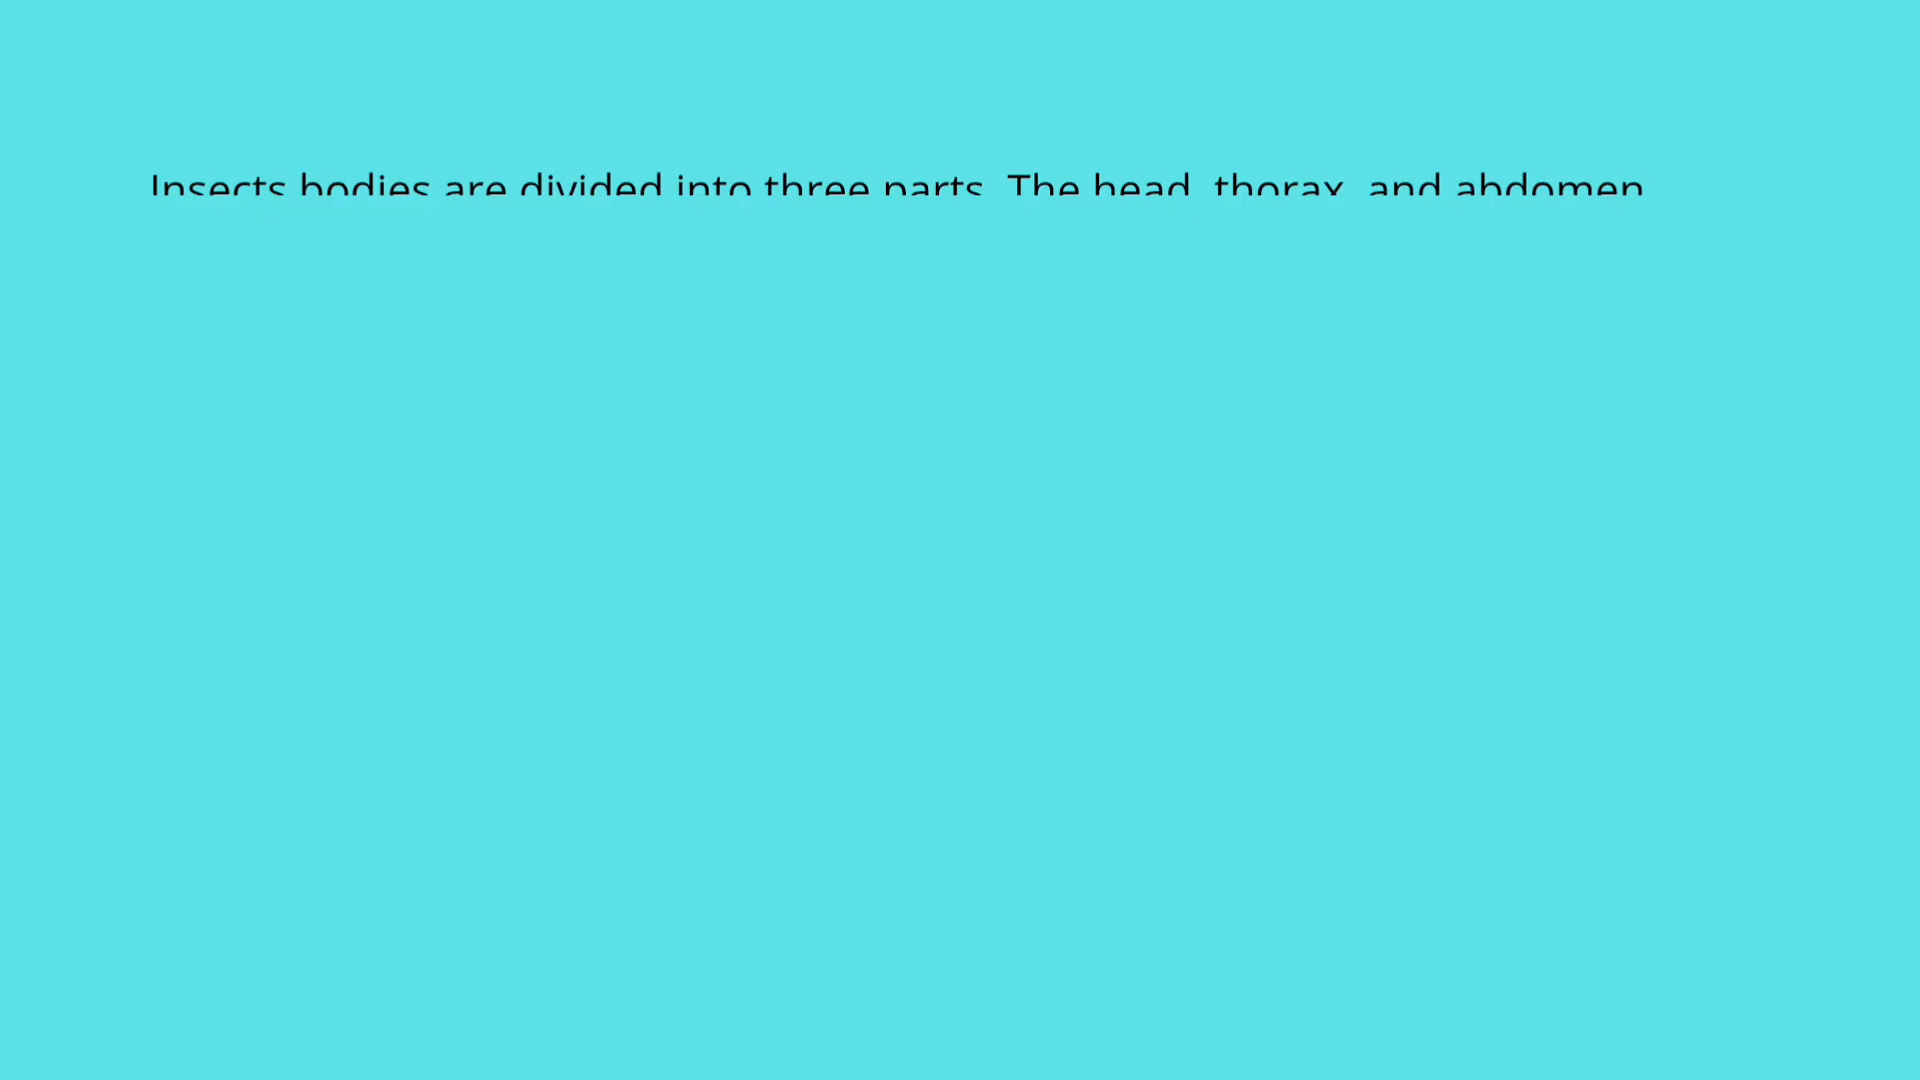 Insects bodies are divided into three parts. The head, thorax, and abdomen.